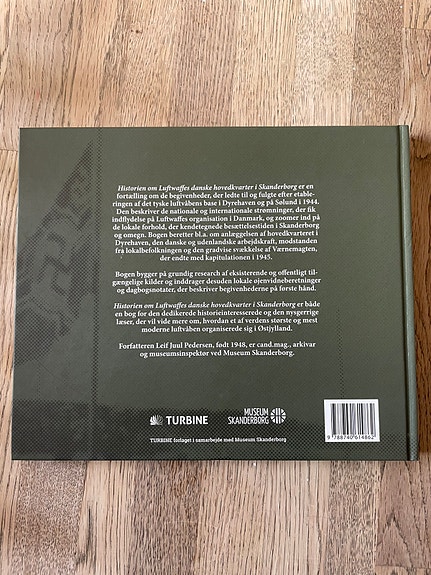 Historien om Luftwaffes danske hovedkvarter i Skanderborg er en
fortælling om de begivenheder, der ledte til og fulgte efter etable-
ringen af det tyske luftvåbens base i Dyrehaven og på Sølund i 1944.
Den beskriver de nationale og internationale strømninger, der fik
indflydelse på Luftwaffes organisation i Danmark, og zoomer ind på
de lokale forhold, der kendetegnede besættelsestiden i Skanderborg
og omegn. Bogen beretter bl.a. om anlæggelsen af hovedkvarteret i
Dyrehaven, den danske og udenlandske arbejdskraft, modstanden
fra lokalbefolkningen og den gradvise svækkelse af Værnemagten,
der endte med kapitulationen i 1945.
Bogen bygger på grundig research af eksisterende og offentligt til-
gængelige kilder og inddrager desuden lokale øjenvidneberetninger
og dagbogsnotater, der beskriver begivenhederne på første hånd.
Historien om Luftwaffes danske hovedkvarter i Skanderborg er både
en bog for den dedikerede historieinteresserede og den nysgerrige
læser, der vil vide mere om, hvordan et af verdens største og mest
moderne luftvåben organiserede sig i Østjylland.
Forfatteren Leif Juul Pedersen, født 1948, er cand.mag., arkivar
og museumsinspektør ved Museum Skanderborg.
TURBINE
MUSEUM
SKANDERBORG
TURBINE forlaget i samarbejde med Museum Skanderborg
9 788740 614862